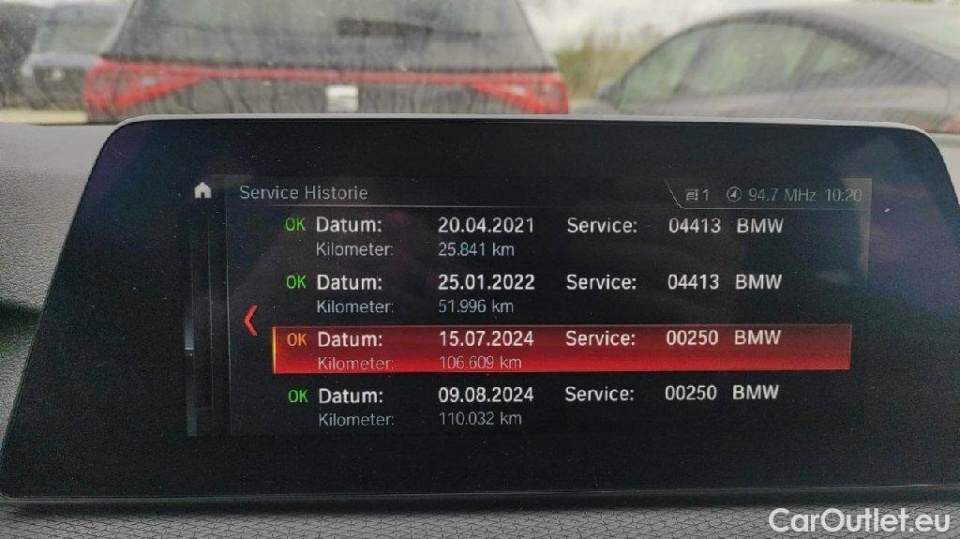 Service Historie 1 94.7 MHz 10:20
OK Datum: 20.04.2021 Service: 04413 BMW
Kilometer: 25.841 km
OK Datum: 25.01.2022 Service: 04413 BMW
Kilometer: 51.996 km
OK Datum: 15.07.2024 Service: 00250 BMW
Kilometer: 106.609 km
OK Datum: 09.08.2024 Service: 00250 BMW
Kilometer: 110.032 km
CarOutlet.eu